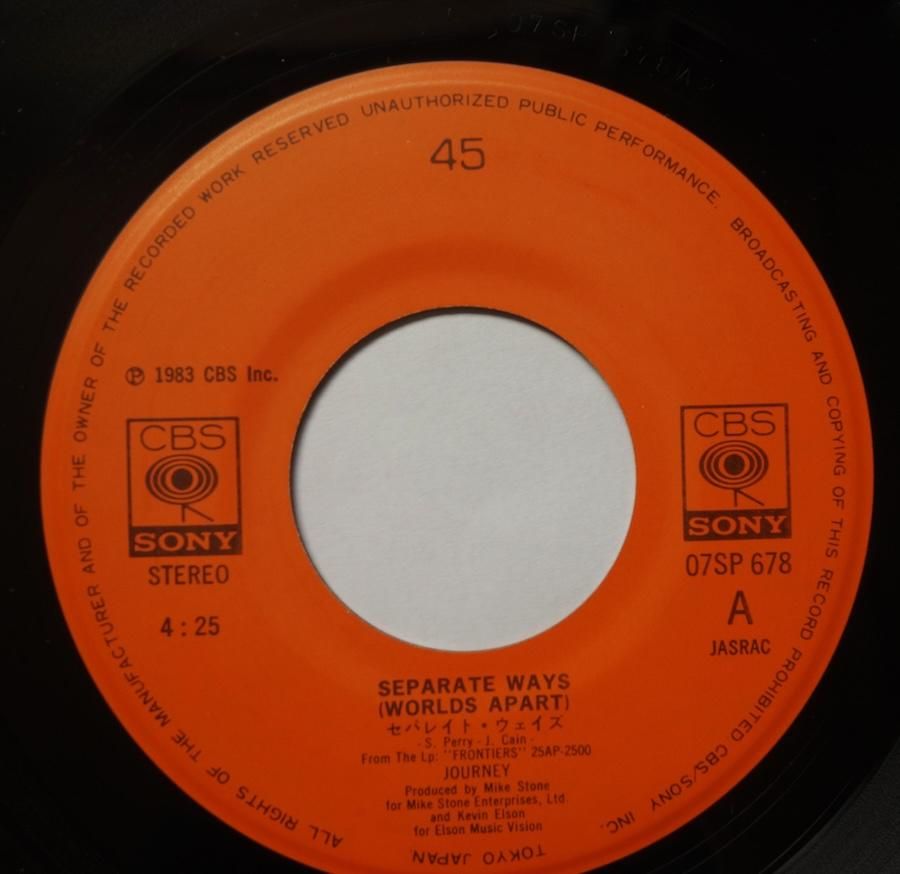 ALL RIGHTS OF THE MANUFACTURER AND OF THE OWNER OF THE RECORDED WORK RESERVED UNAUTHORIZED PUBLIC PERFORMANCE. BROADCASTING AND COPYING OF THIS RECORD PROHIBITED CBS/SONY INC.
TOKYO JAPAN
45
℗ 1983 CBS Inc.
CBS
SONY
STEREO
4:25
CBS
SONY
07SP 678
A
JASRAC
SEPARATE WAYS
(WORLDS APART)
セパレイト・ウェイズ
- S. Perry - J. Cain -
From The Lp: "FRONTIERS" 25AP-2500
JOURNEY
Produced by Mike Stone
for Mike Stone Enterprises, Ltd.
and Kevin Elson
for Elson Music Vision